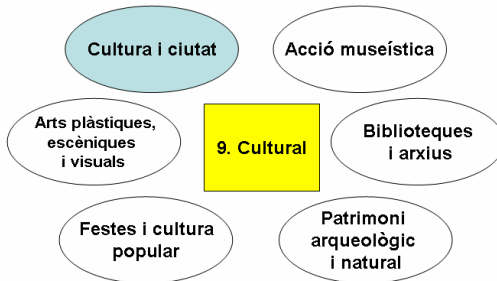 Cultura i ciutat
Acció museística
Arts plàstiques,
escèniques
i visuals
9. Cultural
Biblioteques
i arxius
Festes i cultura
popular
Patrimoni
arqueològic
i natural